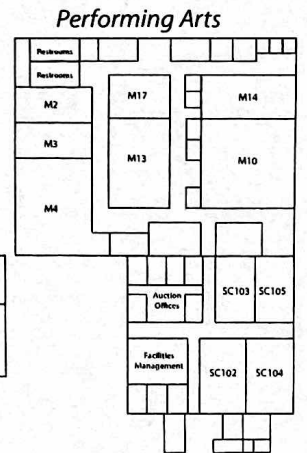 Performing Arts
Restrooms
Restrooms
M17
M14
M2
M3
M13
M10
M4
SC103
SC105
Auction
Offices
Facilities
Management
SC102
SC104